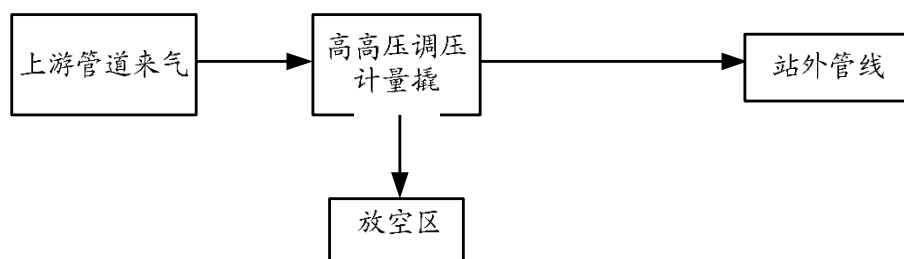 上游管道来气
高高压调压
计量撬
站外管线
放空区